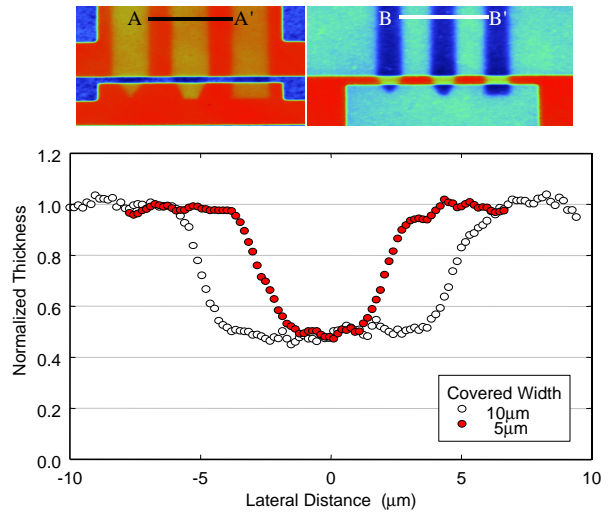 A A'
B B'
1.2
1.0
0.8
0.6
0.4
0.2
0.0
Normalized Thickness
Covered Width
10μm
5μm
-10 -5 0 5 10
Lateral Distance (μm)